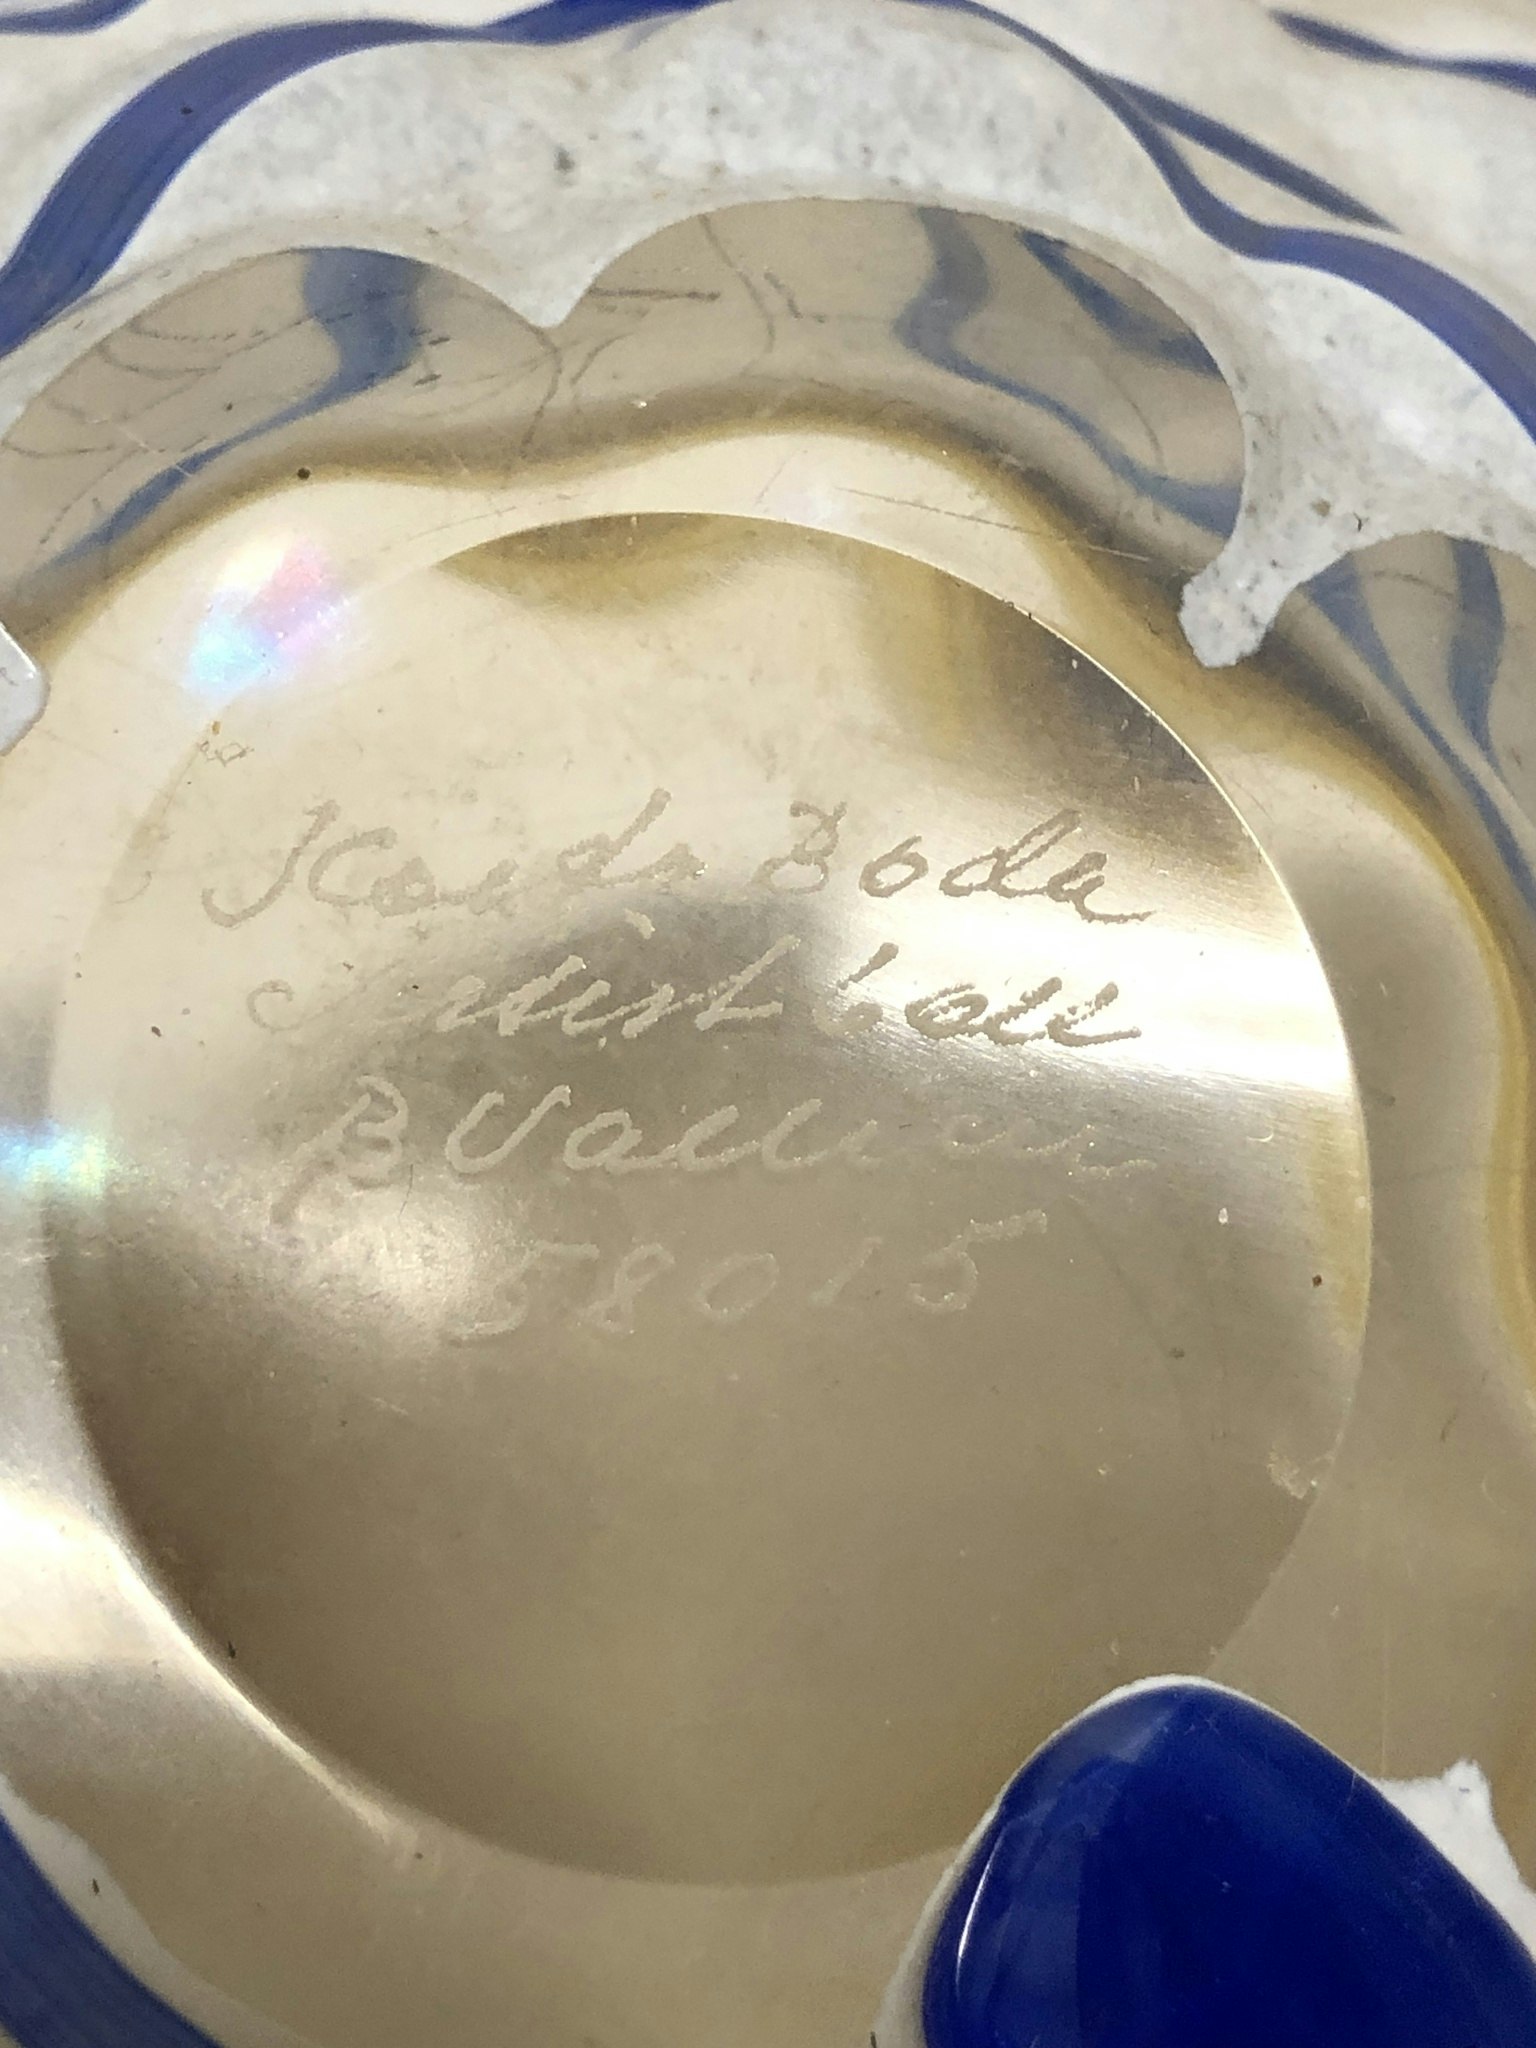 Kosta Boda
Artist Coll
B Vallien
58015